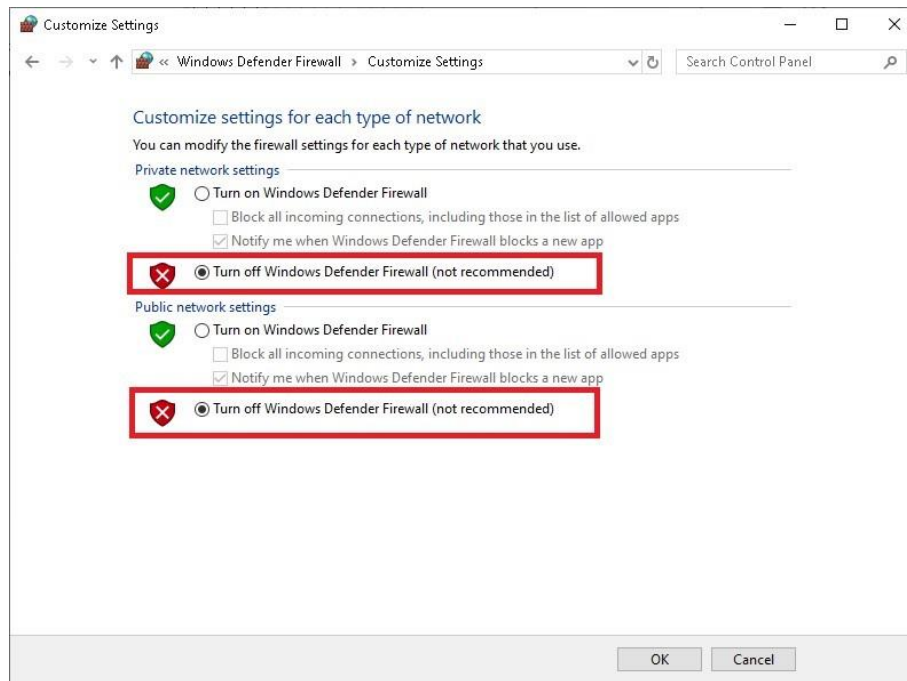 Customize Settings
« Windows Defender Firewall > Customize Settings
Search Control Panel
Customize settings for each type of network
You can modify the firewall settings for each type of network that you use.
Private network settings
Turn on Windows Defender Firewall
Block all incoming connections, including those in the list of allowed apps
Notify me when Windows Defender Firewall blocks a new app
Turn off Windows Defender Firewall (not recommended)
Public network settings
Turn on Windows Defender Firewall
Block all incoming connections, including those in the list of allowed apps
Notify me when Windows Defender Firewall blocks a new app
Turn off Windows Defender Firewall (not recommended)
OK
Cancel